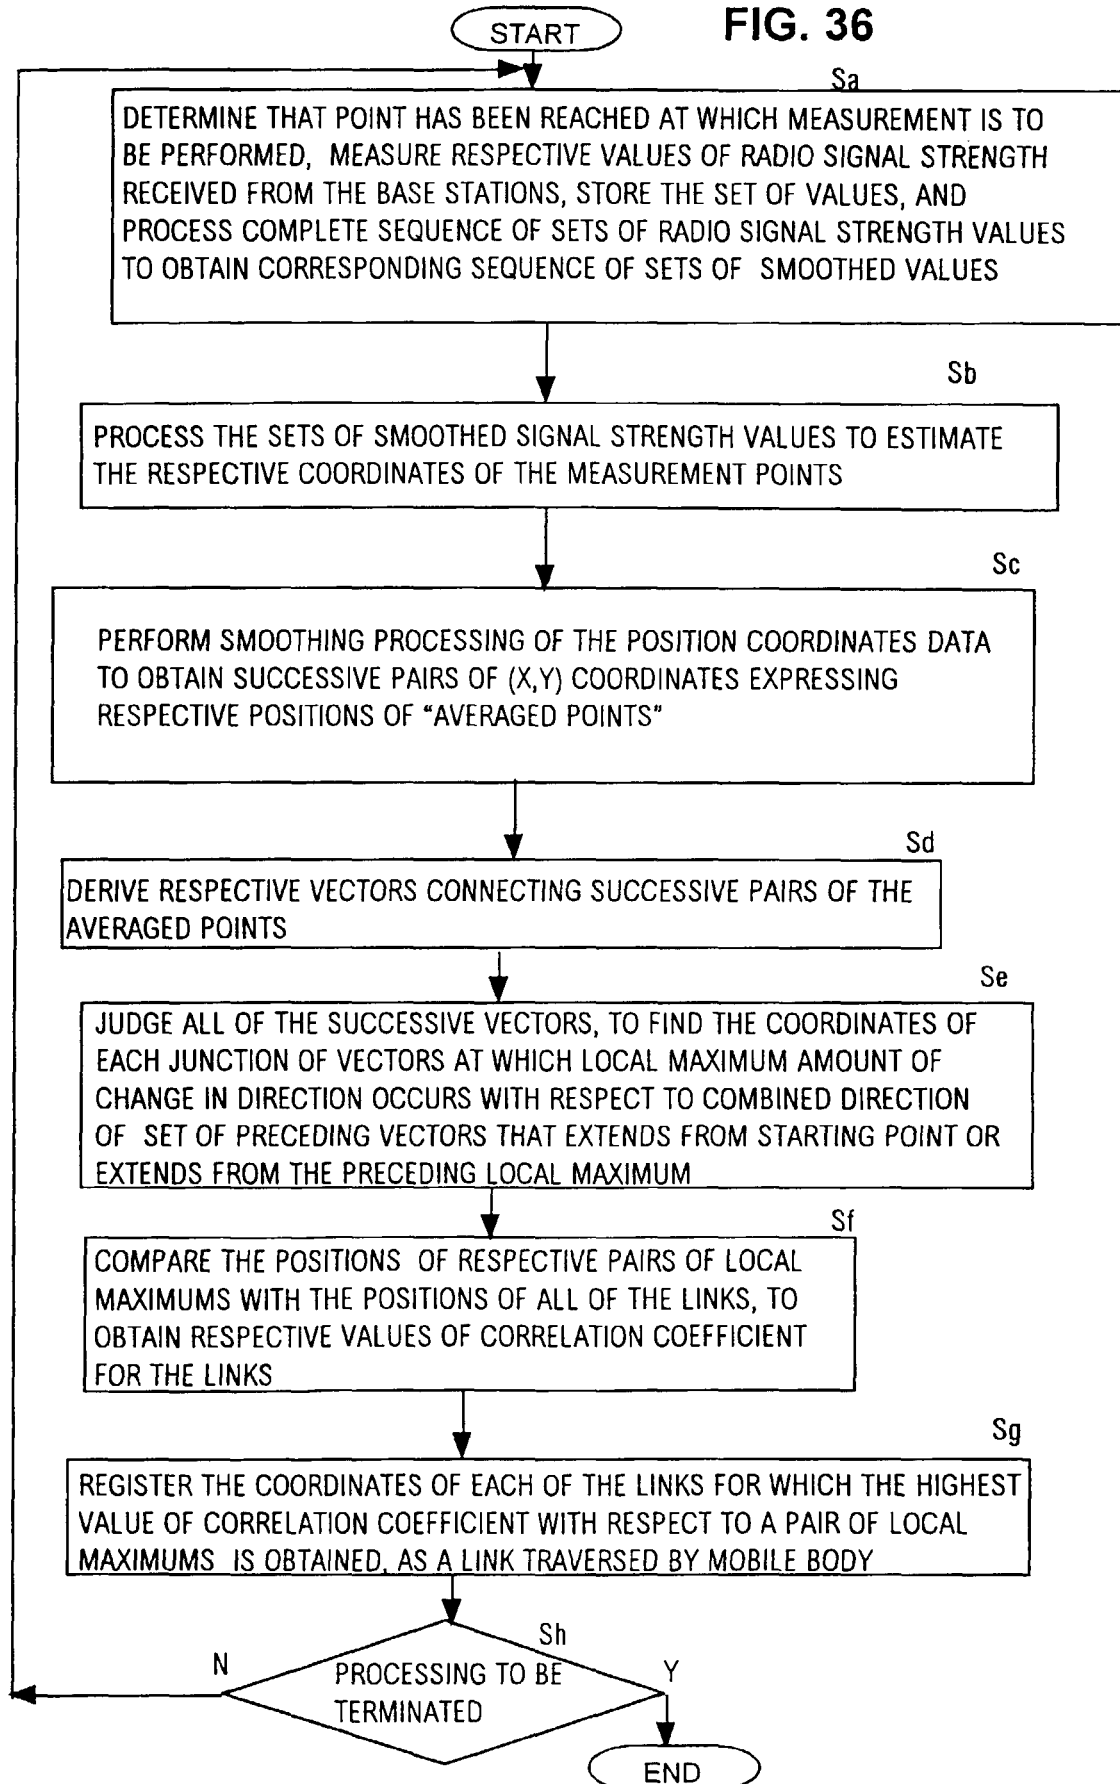 FIG. 36
START
Sa
DETERMINE THAT POINT HAS BEEN REACHED AT WHICH MEASUREMENT IS TO
BE PERFORMED, MEASURE RESPECTIVE VALUES OF RADIO SIGNAL STRENGTH
RECEIVED FROM THE BASE STATIONS, STORE THE SET OF VALUES, AND
PROCESS COMPLETE SEQUENCE OF SETS OF RADIO SIGNAL STRENGTH VALUES
TO OBTAIN CORRESPONDING SEQUENCE OF SETS OF SMOOTHED VALUES
Sb
PROCESS THE SETS OF SMOOTHED SIGNAL STRENGTH VALUES TO ESTIMATE
THE RESPECTIVE COORDINATES OF THE MEASUREMENT POINTS
Sc
PERFORM SMOOTHING PROCESSING OF THE POSITION COORDINATES DATA
TO OBTAIN SUCCESSIVE PAIRS OF (X,Y) COORDINATES EXPRESSING
RESPECTIVE POSITIONS OF "AVERAGED POINTS"
Sd
DERIVE RESPECTIVE VECTORS CONNECTING SUCCESSIVE PAIRS OF THE
AVERAGED POINTS
Se
JUDGE ALL OF THE SUCCESSIVE VECTORS, TO FIND THE COORDINATES OF
EACH JUNCTION OF VECTORS AT WHICH LOCAL MAXIMUM AMOUNT OF
CHANGE IN DIRECTION OCCURS WITH RESPECT TO COMBINED DIRECTION
OF SET OF PRECEDING VECTORS THAT EXTENDS FROM STARTING POINT OR
EXTENDS FROM THE PRECEDING LOCAL MAXIMUM
Sf
COMPARE THE POSITIONS OF RESPECTIVE PAIRS OF LOCAL
MAXIMUMS WITH THE POSITIONS OF ALL OF THE LINKS, TO
OBTAIN RESPECTIVE VALUES OF CORRELATION COEFFICIENT
FOR THE LINKS
Sg
REGISTER THE COORDINATES OF EACH OF THE LINKS FOR WHICH THE HIGHEST
VALUE OF CORRELATION COEFFICIENT WITH RESPECT TO A PAIR OF LOCAL
MAXIMUMS IS OBTAINED, AS A LINK TRAVERSED BY MOBILE BODY
Sh
N
PROCESSING TO BE
TERMINATED
Y
END